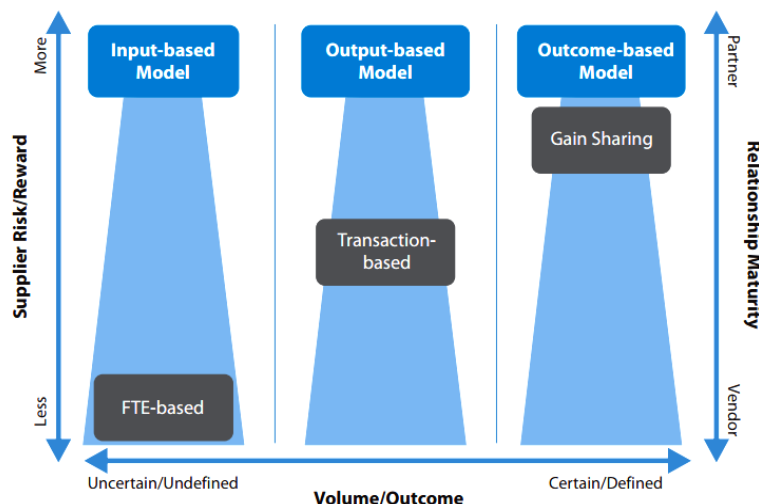 More
Supplier Risk/Reward
Less
Input-based
Model
Output-based
Model
Outcome-based
Model
Gain Sharing
Transaction-
based
FTE-based
Partner
Relationship Maturity
Vendor
Uncertain/Undefined
Certain/Defined
Volume/Outcome